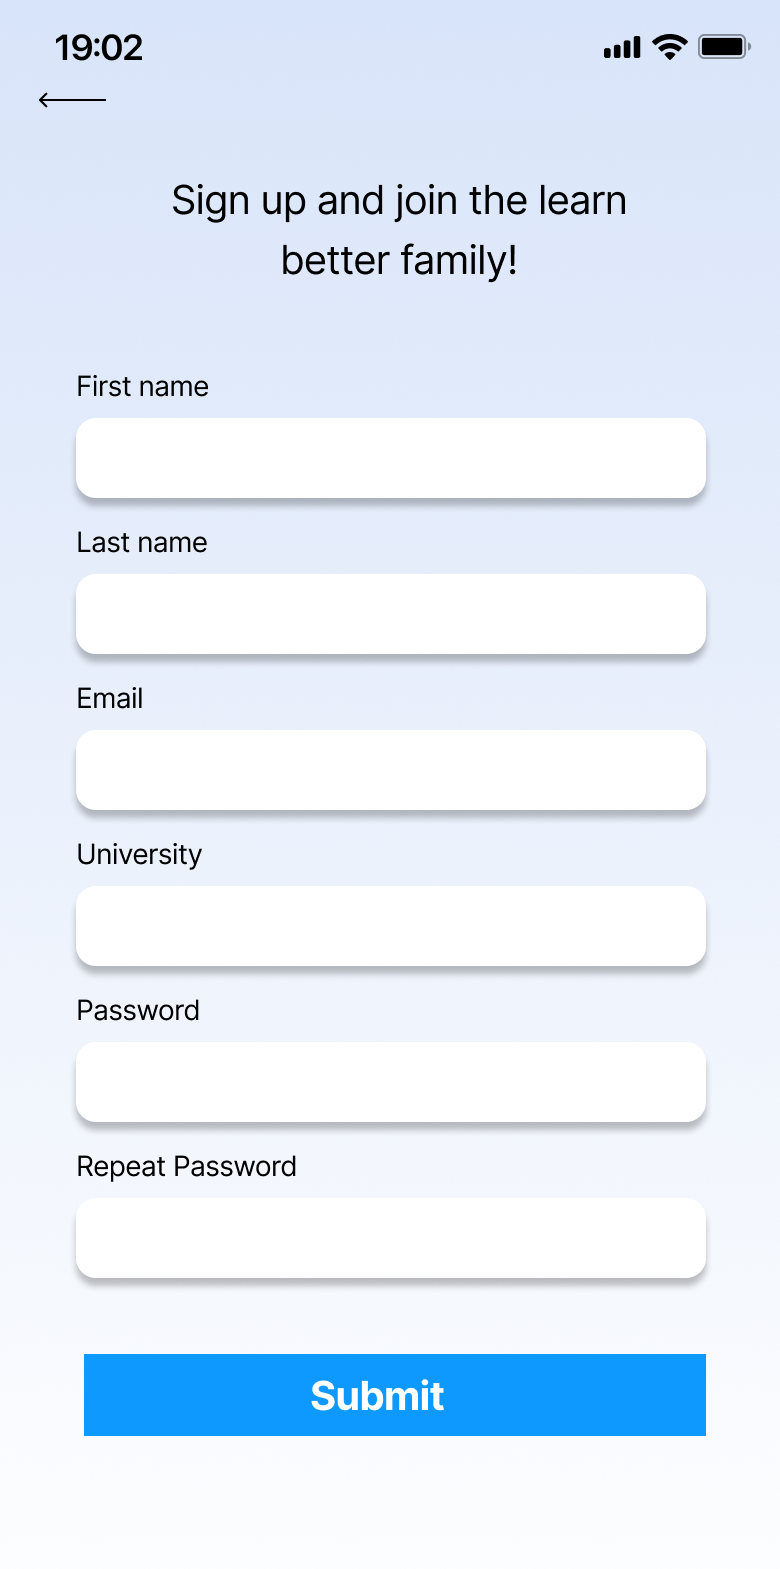 19:02
Sign up and join the learn
better family!
First name
Last name
Email
University
Password
Repeat Password
Submit